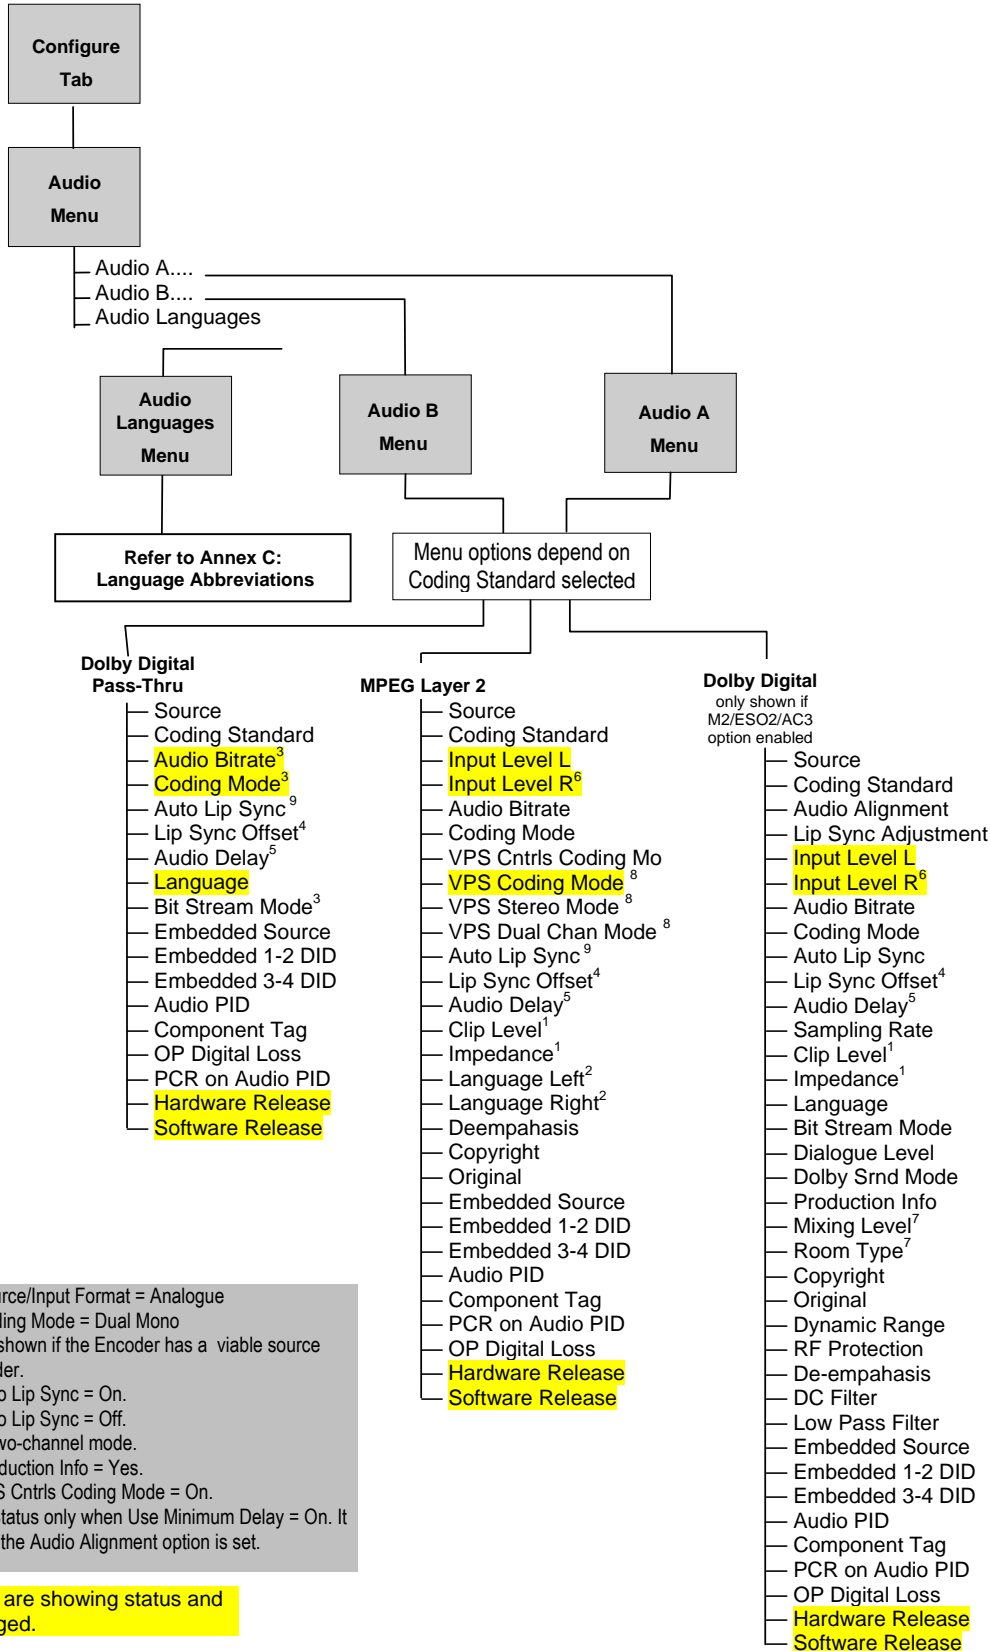 Configure
Tab
Audio
Menu
Audio A....
Audio B....
Audio Languages
Audio
Languages
Menu
Audio B
Menu
Audio A
Menu
Refer to Annex C:
Language Abbreviations
Menu options depend on
Coding Standard selected
Dolby Digital
Pass-Thru
Source
Coding Standard
Audio Bitrate3
Coding Mode3
Auto Lip Sync9
Lip Sync Offset4
Audio Delay5
Language
Bit Stream Mode3
Embedded Source
Embedded 1-2 DID
Embedded 3-4 DID
Audio PID
Component Tag
OP Digital Loss
PCR on Audio PID
Hardware Release
Software Release
MPEG Layer 2
Source
Coding Standard
Input Level L
Input Level R6
Audio Bitrate
Coding Mode
VPS Cntrls Coding Mo
VPS Coding Mode 8
VPS Stereo Mode 8
VPS Dual Chan Mode 8
Auto Lip Sync9
Lip Sync Offset4
Audio Delay5
Clip Level1
Impedance1
Language Left2
Language Right2
Deempahasis
Copyright
Original
Embedded Source
Embedded 1-2 DID
Embedded 3-4 DID
Audio PID
Component Tag
PCR on Audio PID
OP Digital Loss
Hardware Release
Software Release
Dolby Digital
only shown if
M2/ESO2/AC3
option enabled
Source
Coding Standard
Audio Alignment
Lip Sync Adjustment
Input Level L
Input Level R6
Audio Bitrate
Coding Mode
Auto Lip Sync
Lip Sync Offset4
Audio Delay5
Sampling Rate
Clip Level1
Impedance1
Language
Bit Stream Mode
Dialogue Level
Dolby Srnd Mode
Production Info
Mixing Level7
Room Type7
Copyright
Original
Dynamic Range
RF Protection
De-empahasis
DC Filter
Low Pass Filter
Embedded Source
Embedded 1-2 DID
Embedded 3-4 DID
Audio PID
Component Tag
PCR on Audio PID
OP Digital Loss
Hardware Release
Software Release
urce/Input Format = Analogue
ding Mode = Dual Mono
shown if the Encoder has a viable source
der.
o Lip Sync = On.
o Lip Sync = Off.
wo-channel mode.
duction Info = Yes.
S Cntrls Coding Mode = On.
tatus only when Use Minimum Delay = On. It
the Audio Alignment option is set.
are showing status and
ged.